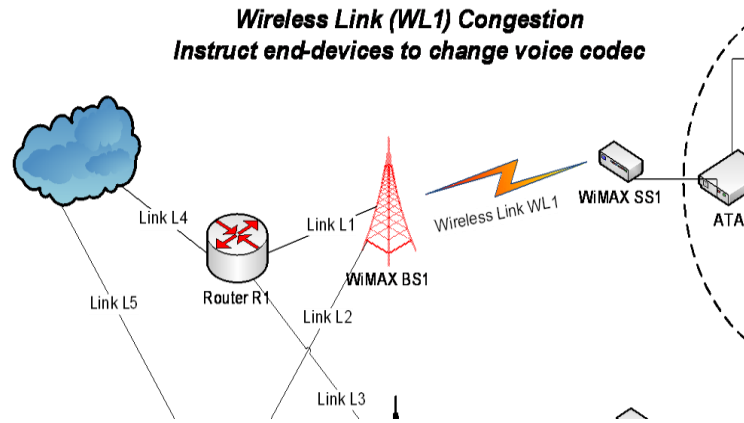 Wireless Link (WL1) Congestion
Instruct end-devices to change voice codec
Link L4
Link L1
Wireless Link WL1
WiMAX SS1
ATA
WiMAX BS1
Router R1
Link L5
Link L2
Link L3